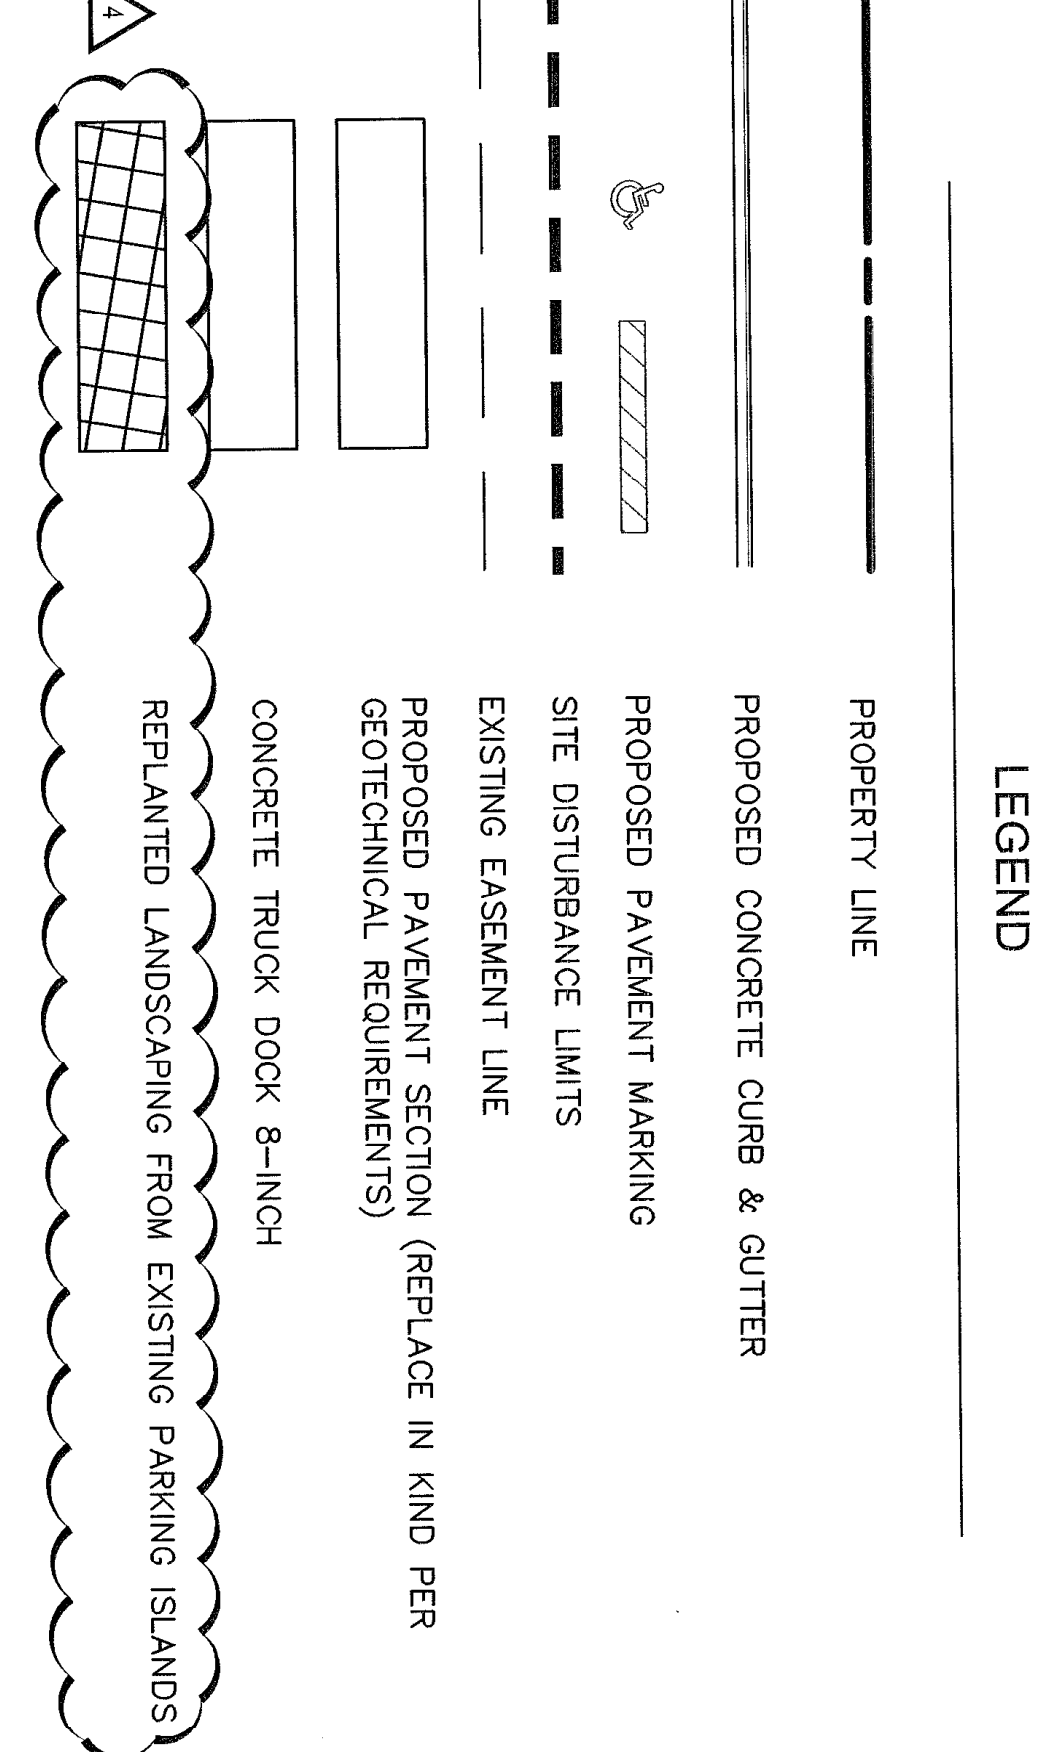 LEGEND
PROPERTY LINE
PROPOSED CONCRETE CURB & GUTTER
PROPOSED PAVEMENT MARKING
SITE DISTURBANCE LIMITS
EXISTING EASEMENT LINE
PROPOSED PAVEMENT SECTION (REPLACE IN KIND PER
GEOTECHNICAL REQUIREMENTS)
CONCRETE TRUCK DOCK 8-INCH
4
REPLANTED LANDSCAPING FROM EXISTING PARKING ISLANDS